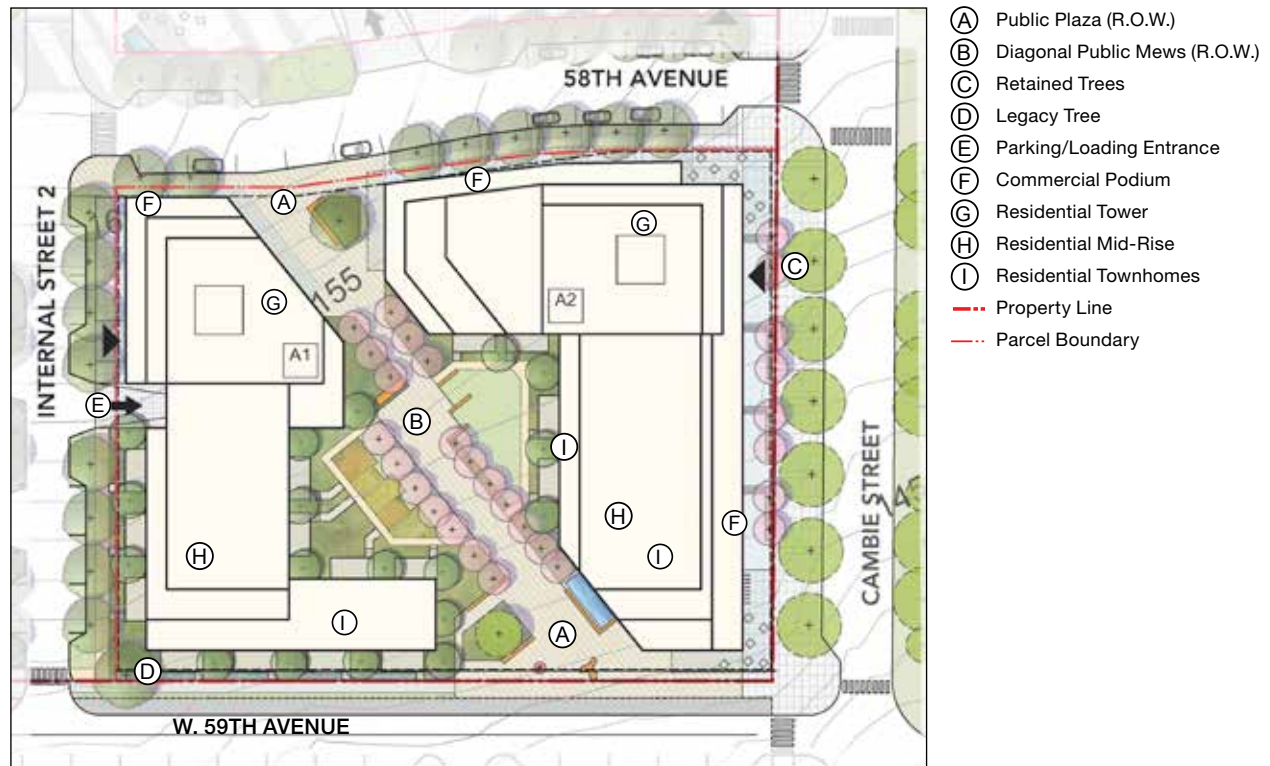 58TH AVENUE
INTERNAL STREET 2
CAMBIE STREET
W. 59TH AVENUE
155
A1
A2
F
A
F
G
G
C
E
B
I
H
H
I
F
I
A
D
A Public Plaza (R.O.W.)
B Diagonal Public Mews (R.O.W.)
C Retained Trees
D Legacy Tree
E Parking/Loading Entrance
F Commercial Podium
G Residential Tower
H Residential Mid-Rise
I Residential Townhomes
Property Line
Parcel Boundary